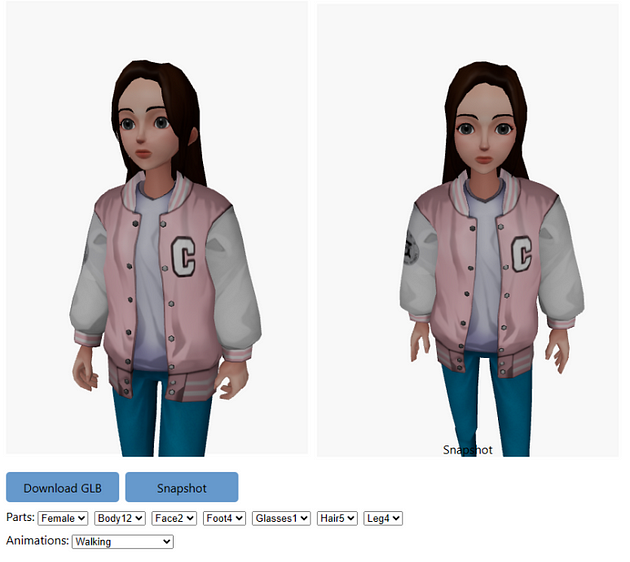 C
C
Snapshot
Download GLB Snapshot
Parts: Female Body12 Face2 Foot4 Glasses1 Hair5 Leg4
Animations: Walking